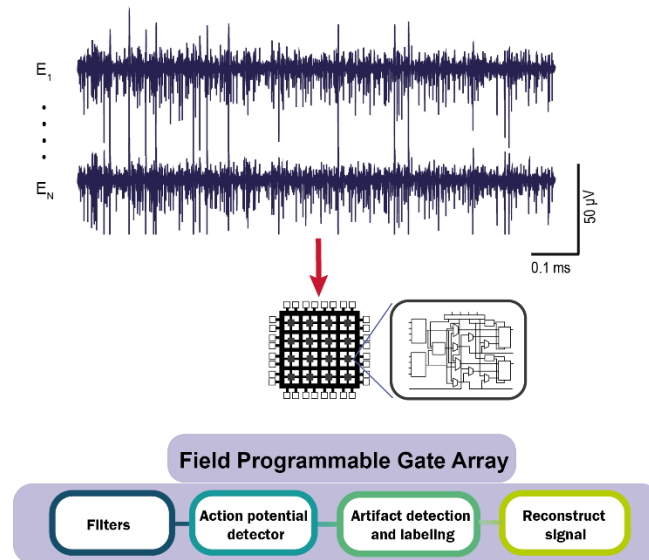 E1
EN
50 µV
0.1 ms
Field Programmable Gate Array
Filters
Action potential
detector
Artifact detection
and labeling
Reconstruct
signal